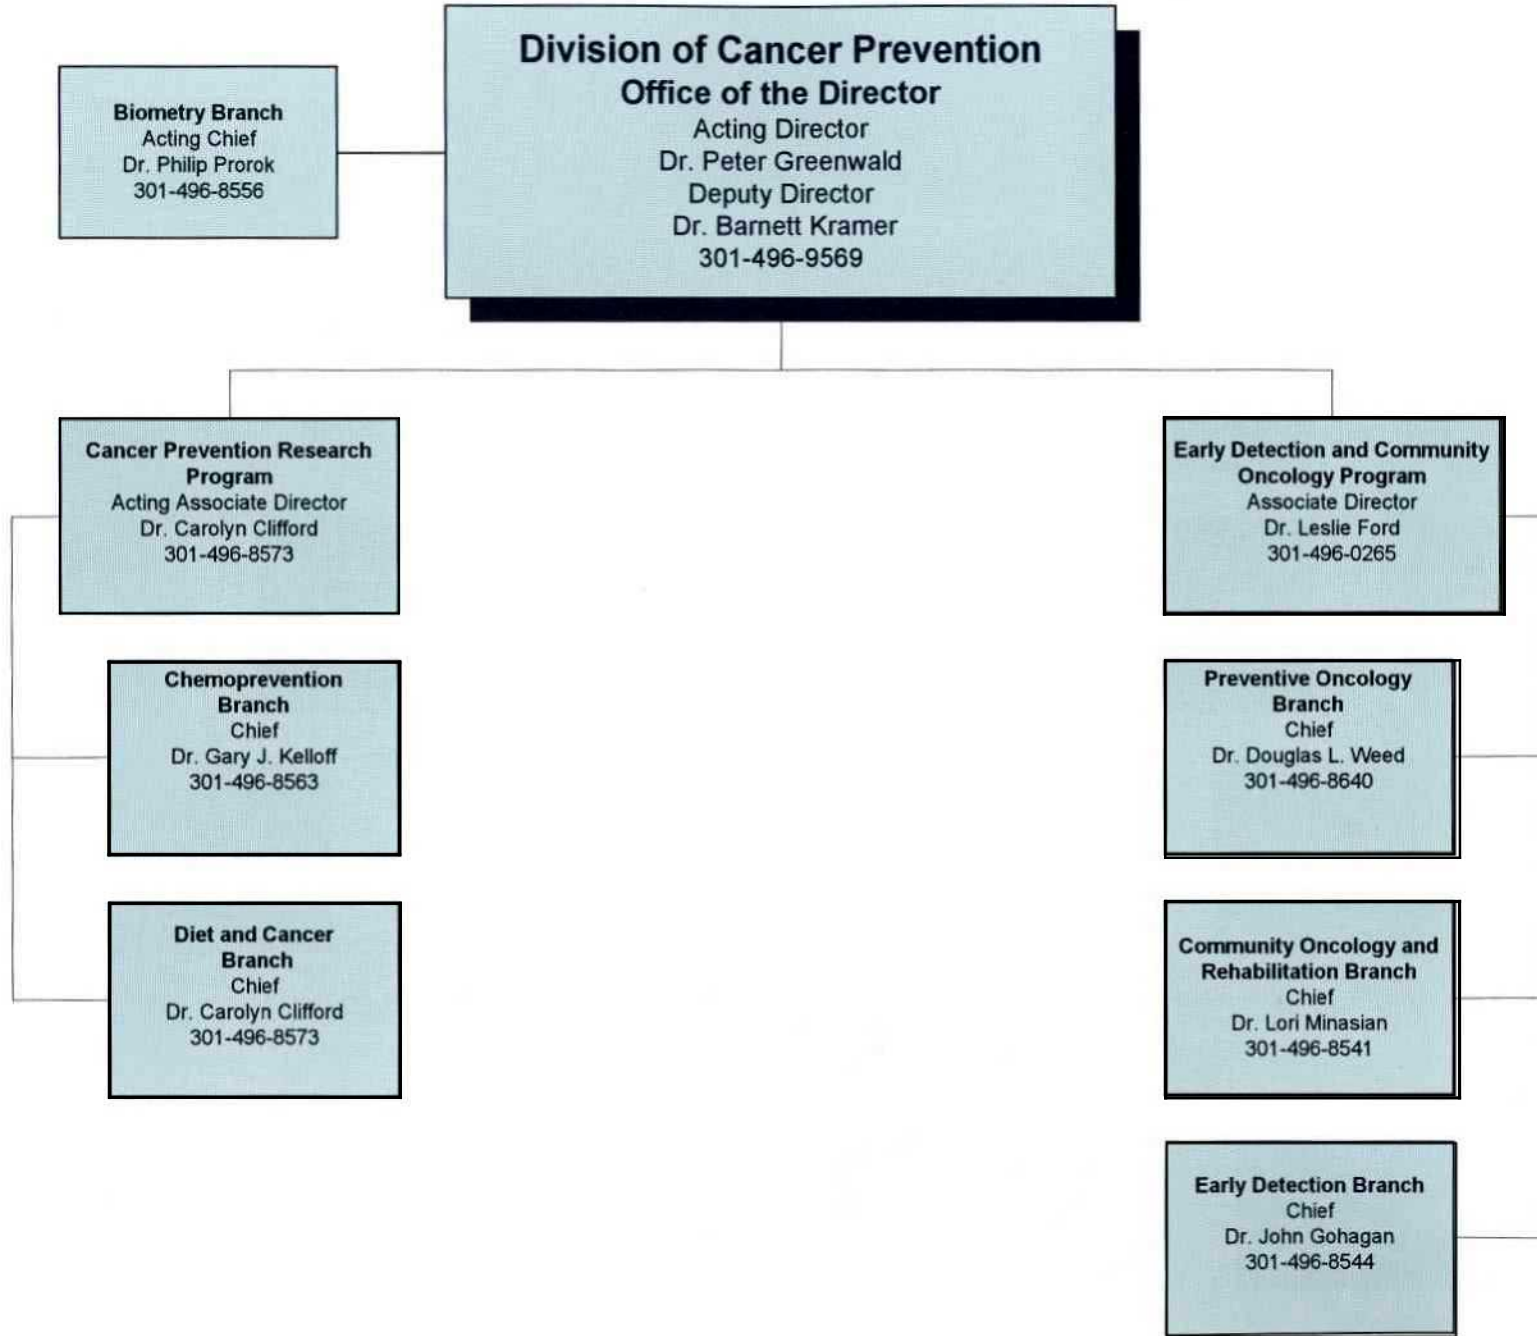 Division of Cancer Prevention
Office of the Director
Acting Director
Dr. Peter Greenwald
Deputy Director
Dr. Barnett Kramer
301-496-9569
Biometry Branch
Acting Chief
Dr. Philip Prorok
301-496-8556
Cancer Prevention Research
Program
Acting Associate Director
Dr. Carolyn Clifford
301-496-8573
Chemoprevention
Branch
Chief
Dr. Gary J. Kelloff
301-496-8563
Diet and Cancer
Branch
Chief
Dr. Carolyn Clifford
301-496-8573
Early Detection and Community
Oncology Program
Associate Director
Dr. Leslie Ford
301-496-0265
Preventive Oncology
Branch
Chief
Dr. Douglas L. Weed
301-496-8640
Community Oncology and
Rehabilitation Branch
Chief
Dr. Lori Minasian
301-496-8541
Early Detection Branch
Chief
Dr. John Gohagan
301-496-8544